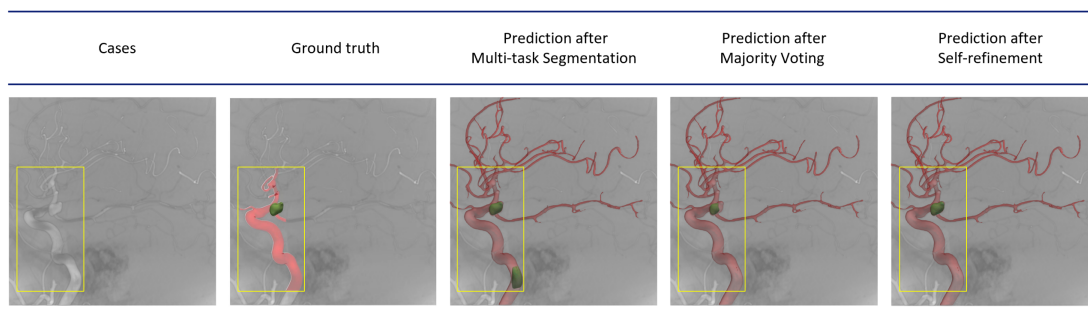 Cases
Ground truth
Prediction after
Multi-task Segmentation
Prediction after
Majority Voting
Prediction after
Self-refinement